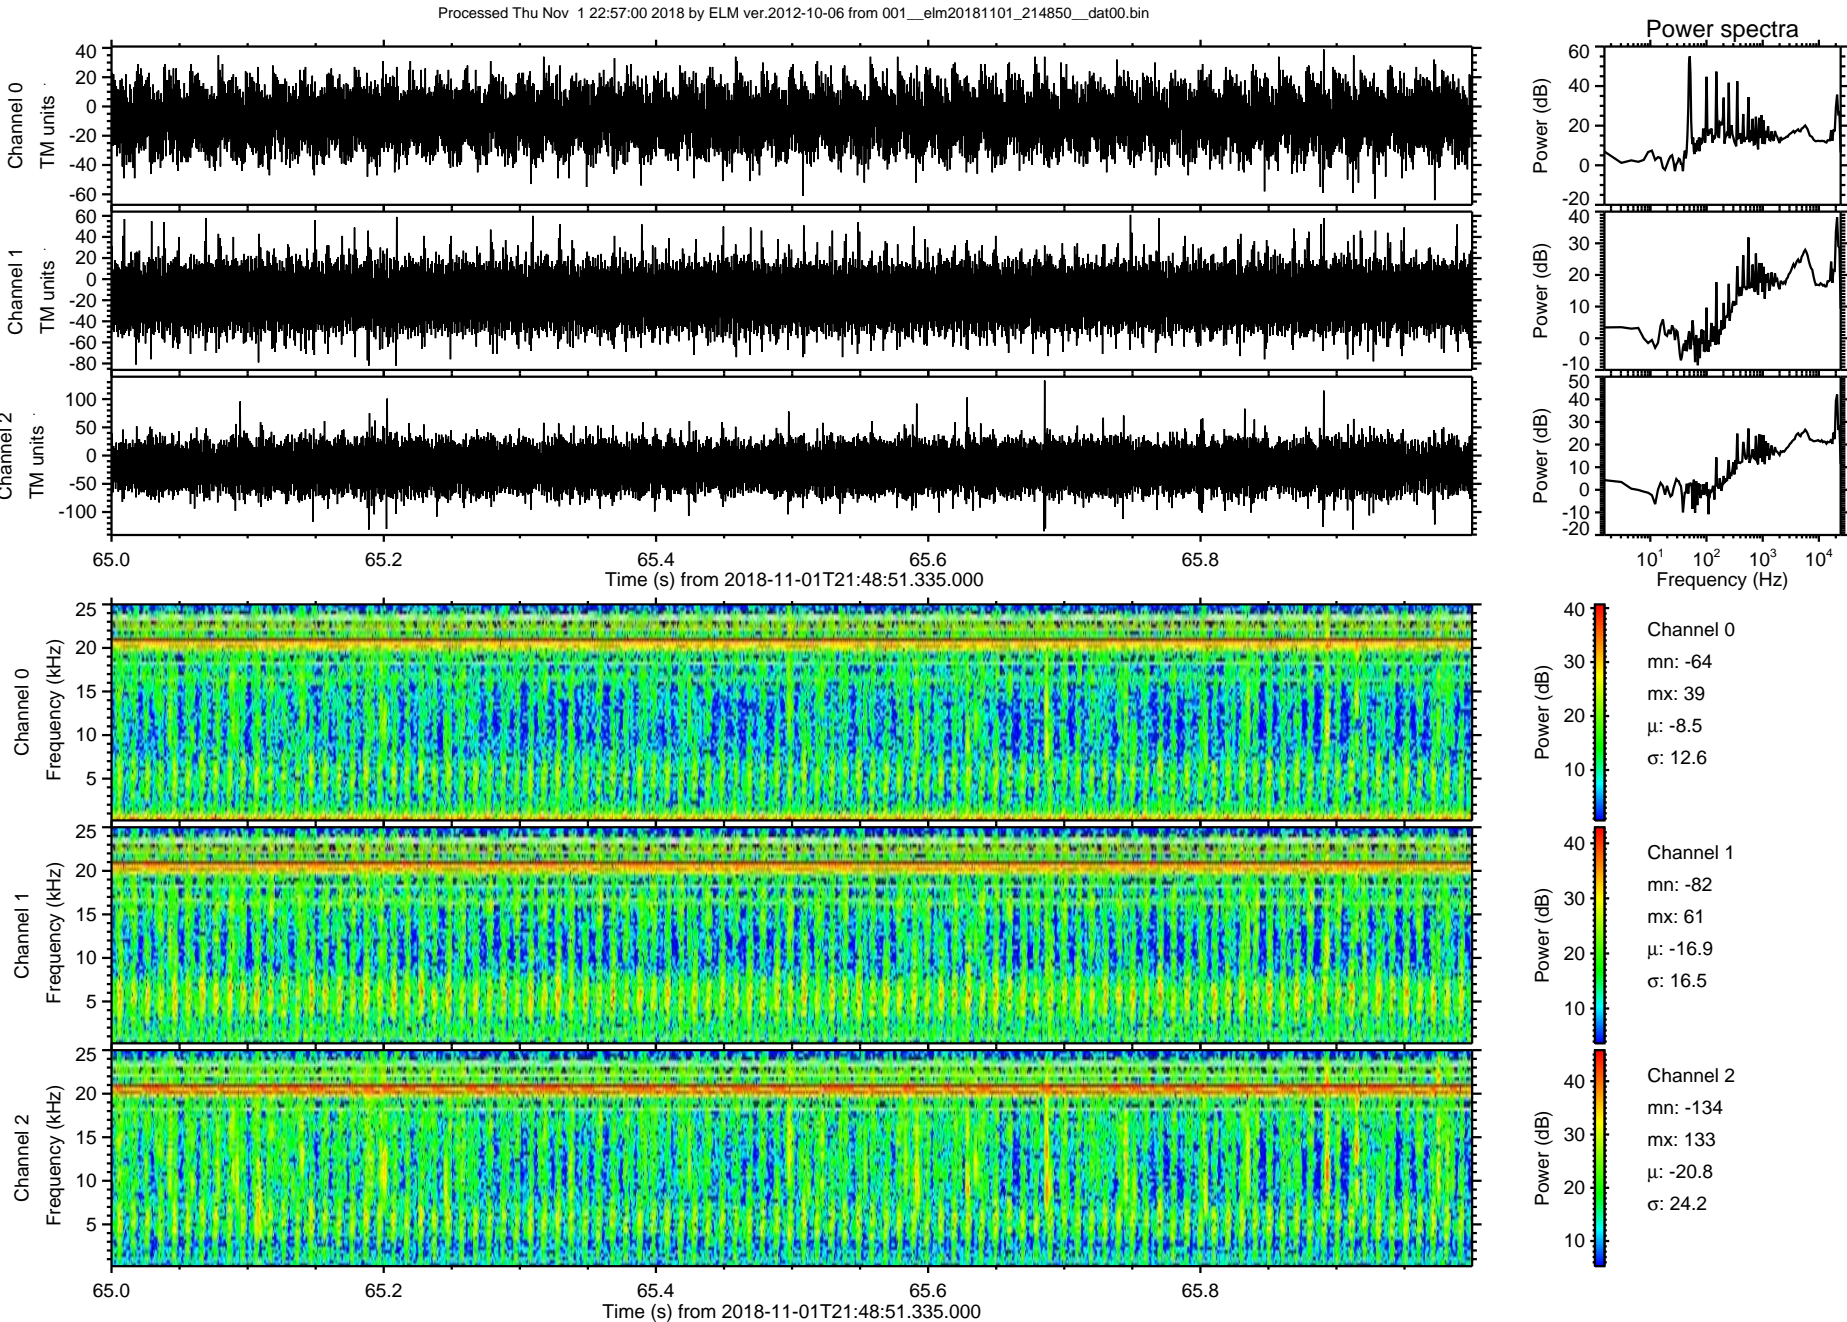 Processed Thu Nov  1 22:57:00 2018 by ELM ver.2012-10-06 from 001__elm20181101_214850__dat00.bin
Power spectra
Channel 0
TM units
40
20
0
-20
-40
-60
Power (dB)
60
40
20
0
-20
Channel 1
TM units
60
40
20
0
-20
-40
-60
-80
Power (dB)
40
30
20
10
0
-10
Channel 2
TM units
100
50
0
-50
-100
Power (dB)
50
40
30
20
10
0
-10
-20
65.0 65.2 65.4 65.6 65.8
Time (s) from 2018-11-01T21:48:51.335.000
10^1 10^2 10^3 10^4
Frequency (Hz)
Channel 0
Frequency (kHz)
25
20
15
10
5
Power (dB)
40
30
20
10
Channel 0
mn: -64
mx: 39
μ: -8.5
σ: 12.6
Channel 1
Frequency (kHz)
25
20
15
10
5
Power (dB)
40
30
20
10
Channel 1
mn: -82
mx: 61
μ: -16.9
σ: 16.5
Channel 2
Frequency (kHz)
25
20
15
10
5
Power (dB)
40
30
20
10
Channel 2
mn: -134
mx: 133
μ: -20.8
σ: 24.2
65.0 65.2 65.4 65.6 65.8
Time (s) from 2018-11-01T21:48:51.335.000